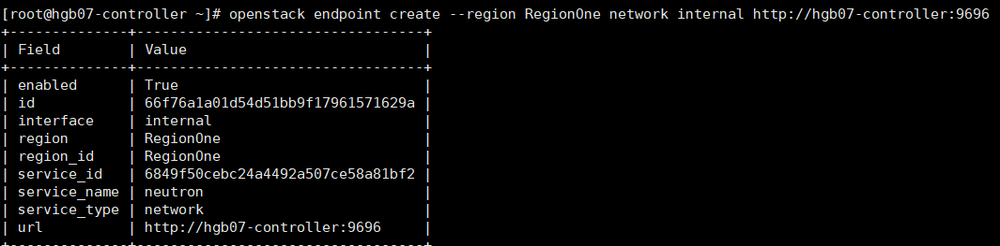 [root@hgb07-controller ~]# openstack endpoint create --region RegionOne network internal http://hgb07-controller:9696
+--------------+----------------------------------+
| Field        | Value                            |
+--------------+----------------------------------+
| enabled      | True                             |
| id           | 66f76a1a01d54d51bb9f17961571629a |
| interface    | internal                         |
| region       | RegionOne                        |
| region_id    | RegionOne                        |
| service_id   | 6849f50cebc24a4492a507ce58a81bf2 |
| service_name | neutron                          |
| service_type | network                          |
| url          | http://hgb07-controller:9696     |
+--------------+----------------------------------+